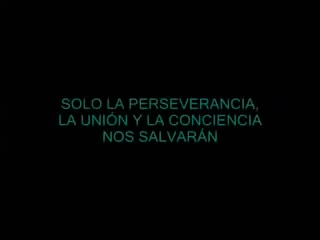 SOLO LA PERSEVERANCIA,
LA UNIÓN Y LA CONCIENCIA
NOS SALVARÁN